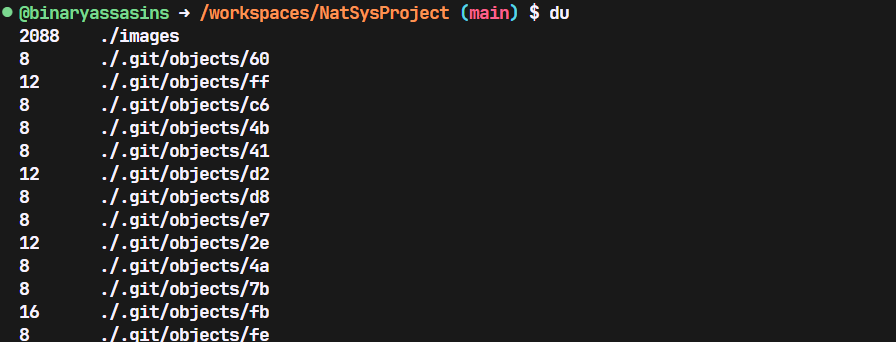 @binaryassasins → /workspaces/NatSysProject (main) $ du
2088 ./images
8 ./.git/objects/60
12 ./.git/objects/ff
8 ./.git/objects/c6
8 ./.git/objects/4b
8 ./.git/objects/41
12 ./.git/objects/d2
8 ./.git/objects/d8
8 ./.git/objects/e7
12 ./.git/objects/2e
8 ./.git/objects/4a
8 ./.git/objects/7b
16 ./.git/objects/fb
8 ./.git/objects/fe